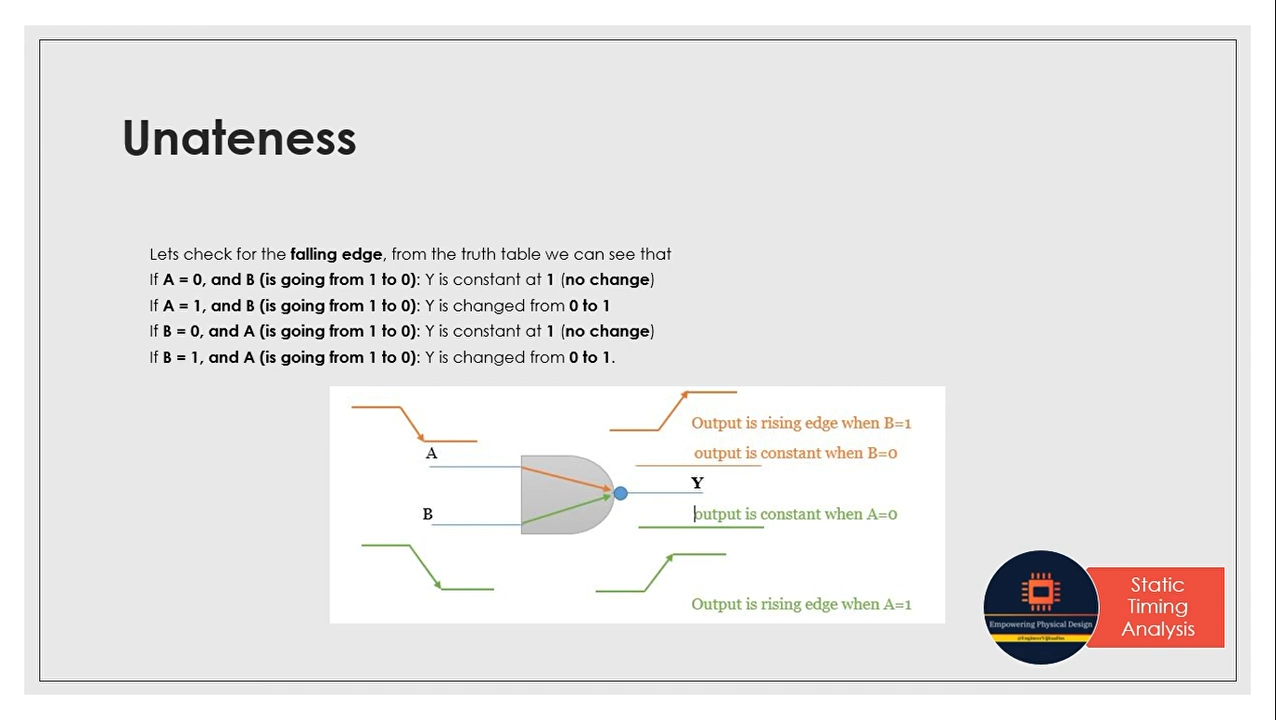 Unateness
Lets check for the falling edge, from the truth table we can see that
If A = 0, and B (is going from 1 to 0): Y is constant at 1 (no change)
If A = 1, and B (is going from 1 to 0): Y is changed from 0 to 1
If B = 0, and A (is going from 1 to 0): Y is constant at 1 (no change)
If B = 1, and A (is going from 1 to 0): Y is changed from 0 to 1.
Output is rising edge when B=1
output is constant when B=0
A
Y
B
output is constant when A=0
Output is rising edge when A=1
Static
Timing
Analysis
Empowering Physical Design